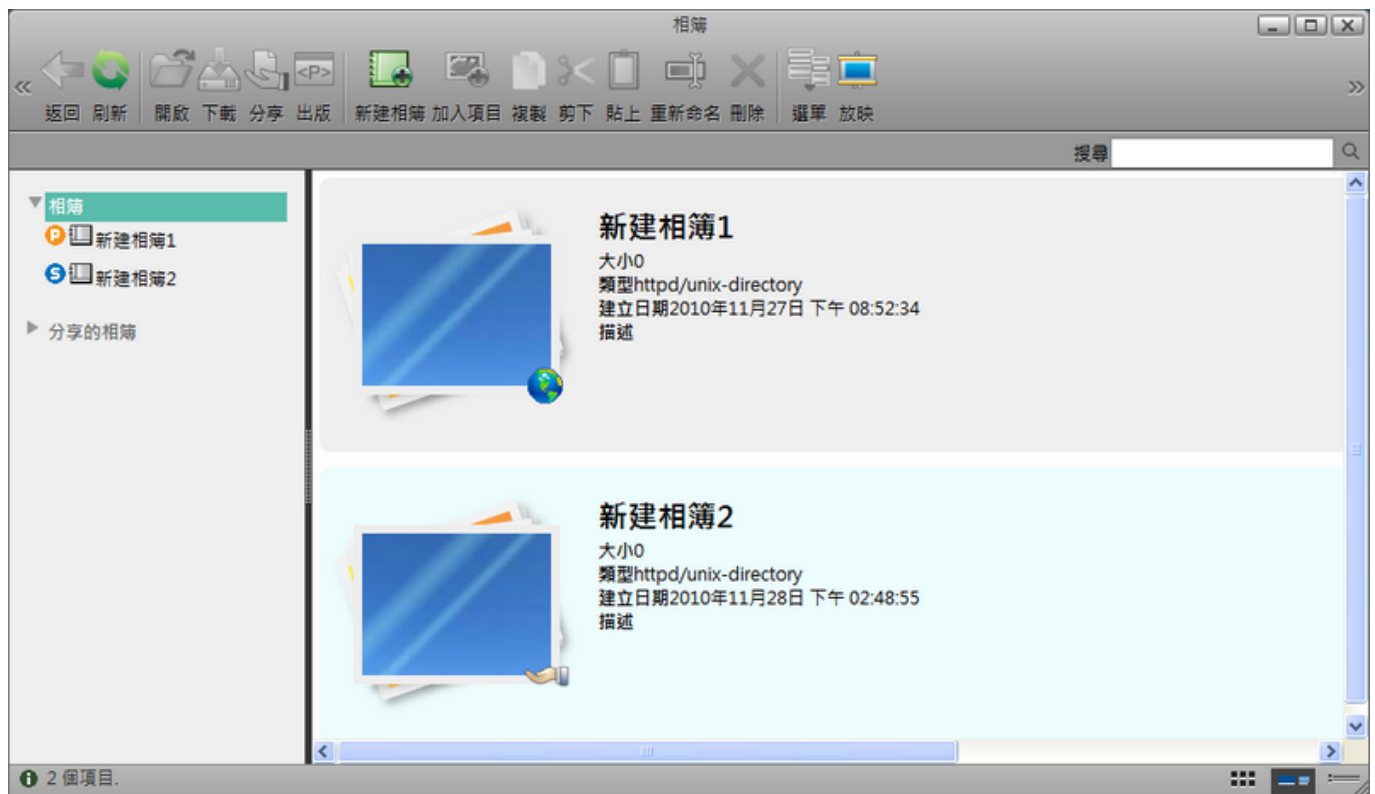 相簿
返回 刷新 開啟 下載 分享 出版 新建相簿 加入項目 複製 剪下 貼上 重新命名 刪除 選單 放映
<P>
搜尋
相簿
P 新建相簿1
S 新建相簿2
分享的相簿
新建相簿1
大小0
類型httpd/unix-directory
建立日期2010年11月27日 下午 08:52:34
描述
新建相簿2
大小0
類型httpd/unix-directory
建立日期2010年11月28日 下午 02:48:55
描述
2 個項目.